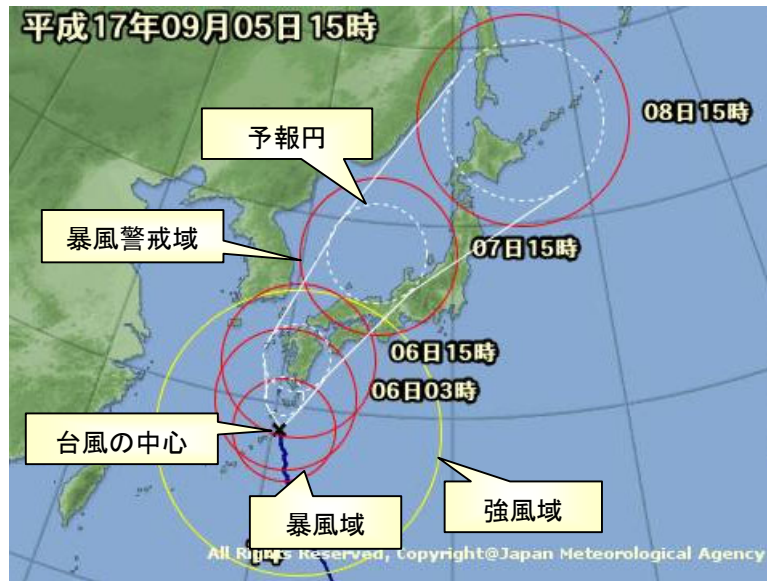 平成17年09月05日15時
予報円
08日15時
暴風警戒域
07日15時
06日15時
06日03時
台風の中心
暴風域
強風域
14
All Rights Reserved, Copyright@Japan Meteorological Agency